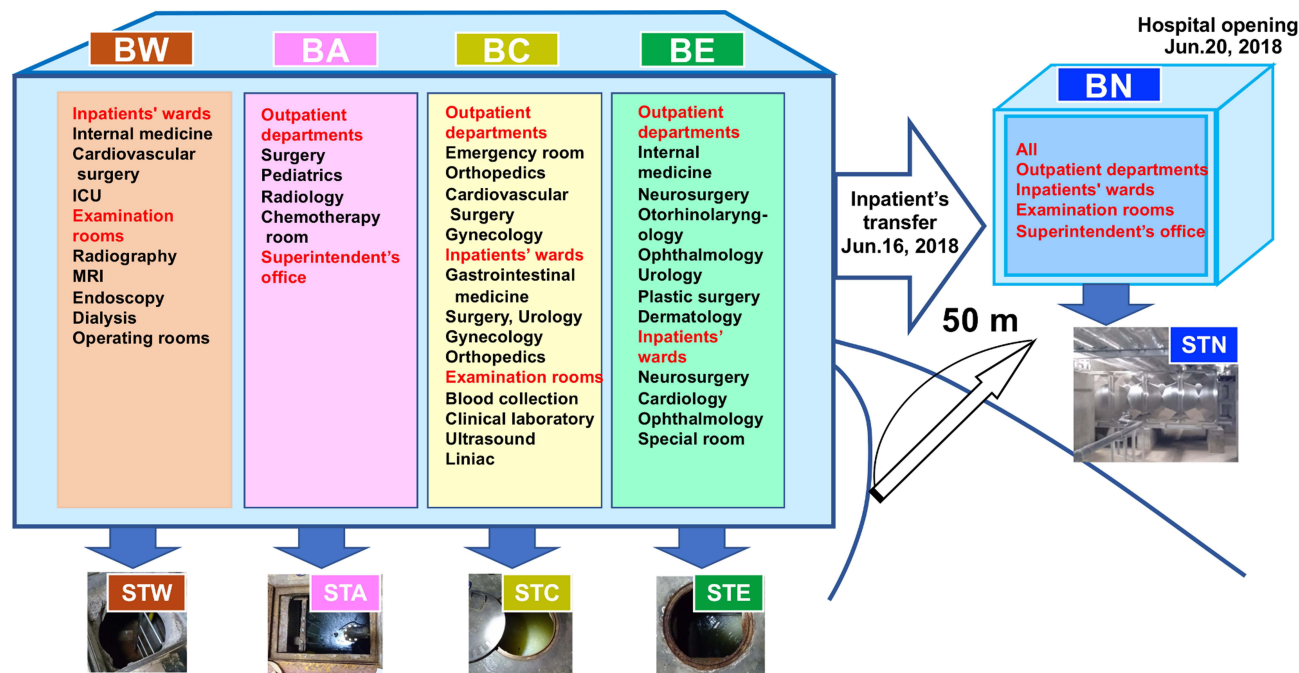 BW
Inpatients' wards
Internal medicine
Cardiovascular
surgery
ICU
Examination
rooms
Radiography
MRI
Endoscopy
Dialysis
Operating rooms
STW
BA
Outpatient
departments
Surgery
Pediatrics
Radiology
Chemotherapy
room
Superintendent's
office
STA
BC
Outpatient
departments
Emergency room
Orthopedics
Cardiovascular
Surgery
Gynecology
Inpatients' wards
Gastrointestinal
medicine
Surgery, Urology
Gynecology
Orthopedics
Examination rooms
Blood collection
Clinical laboratory
Ultrasound
Liniac
STC
BE
Outpatient
departments
Internal
medicine
Neurosurgery
Otorhinolaryng-
ology
Ophthalmology
Urology
Plastic surgery
Dermatology
Inpatients'
wards
Neurosurgery
Cardiology
Ophthalmology
Special room
STE
Inpatient's
transfer
Jun.16, 2018
50 m
Hospital opening
Jun.20, 2018
BN
All
Outpatient departments
Inpatients' wards
Examination rooms
Superintendent's office
STN